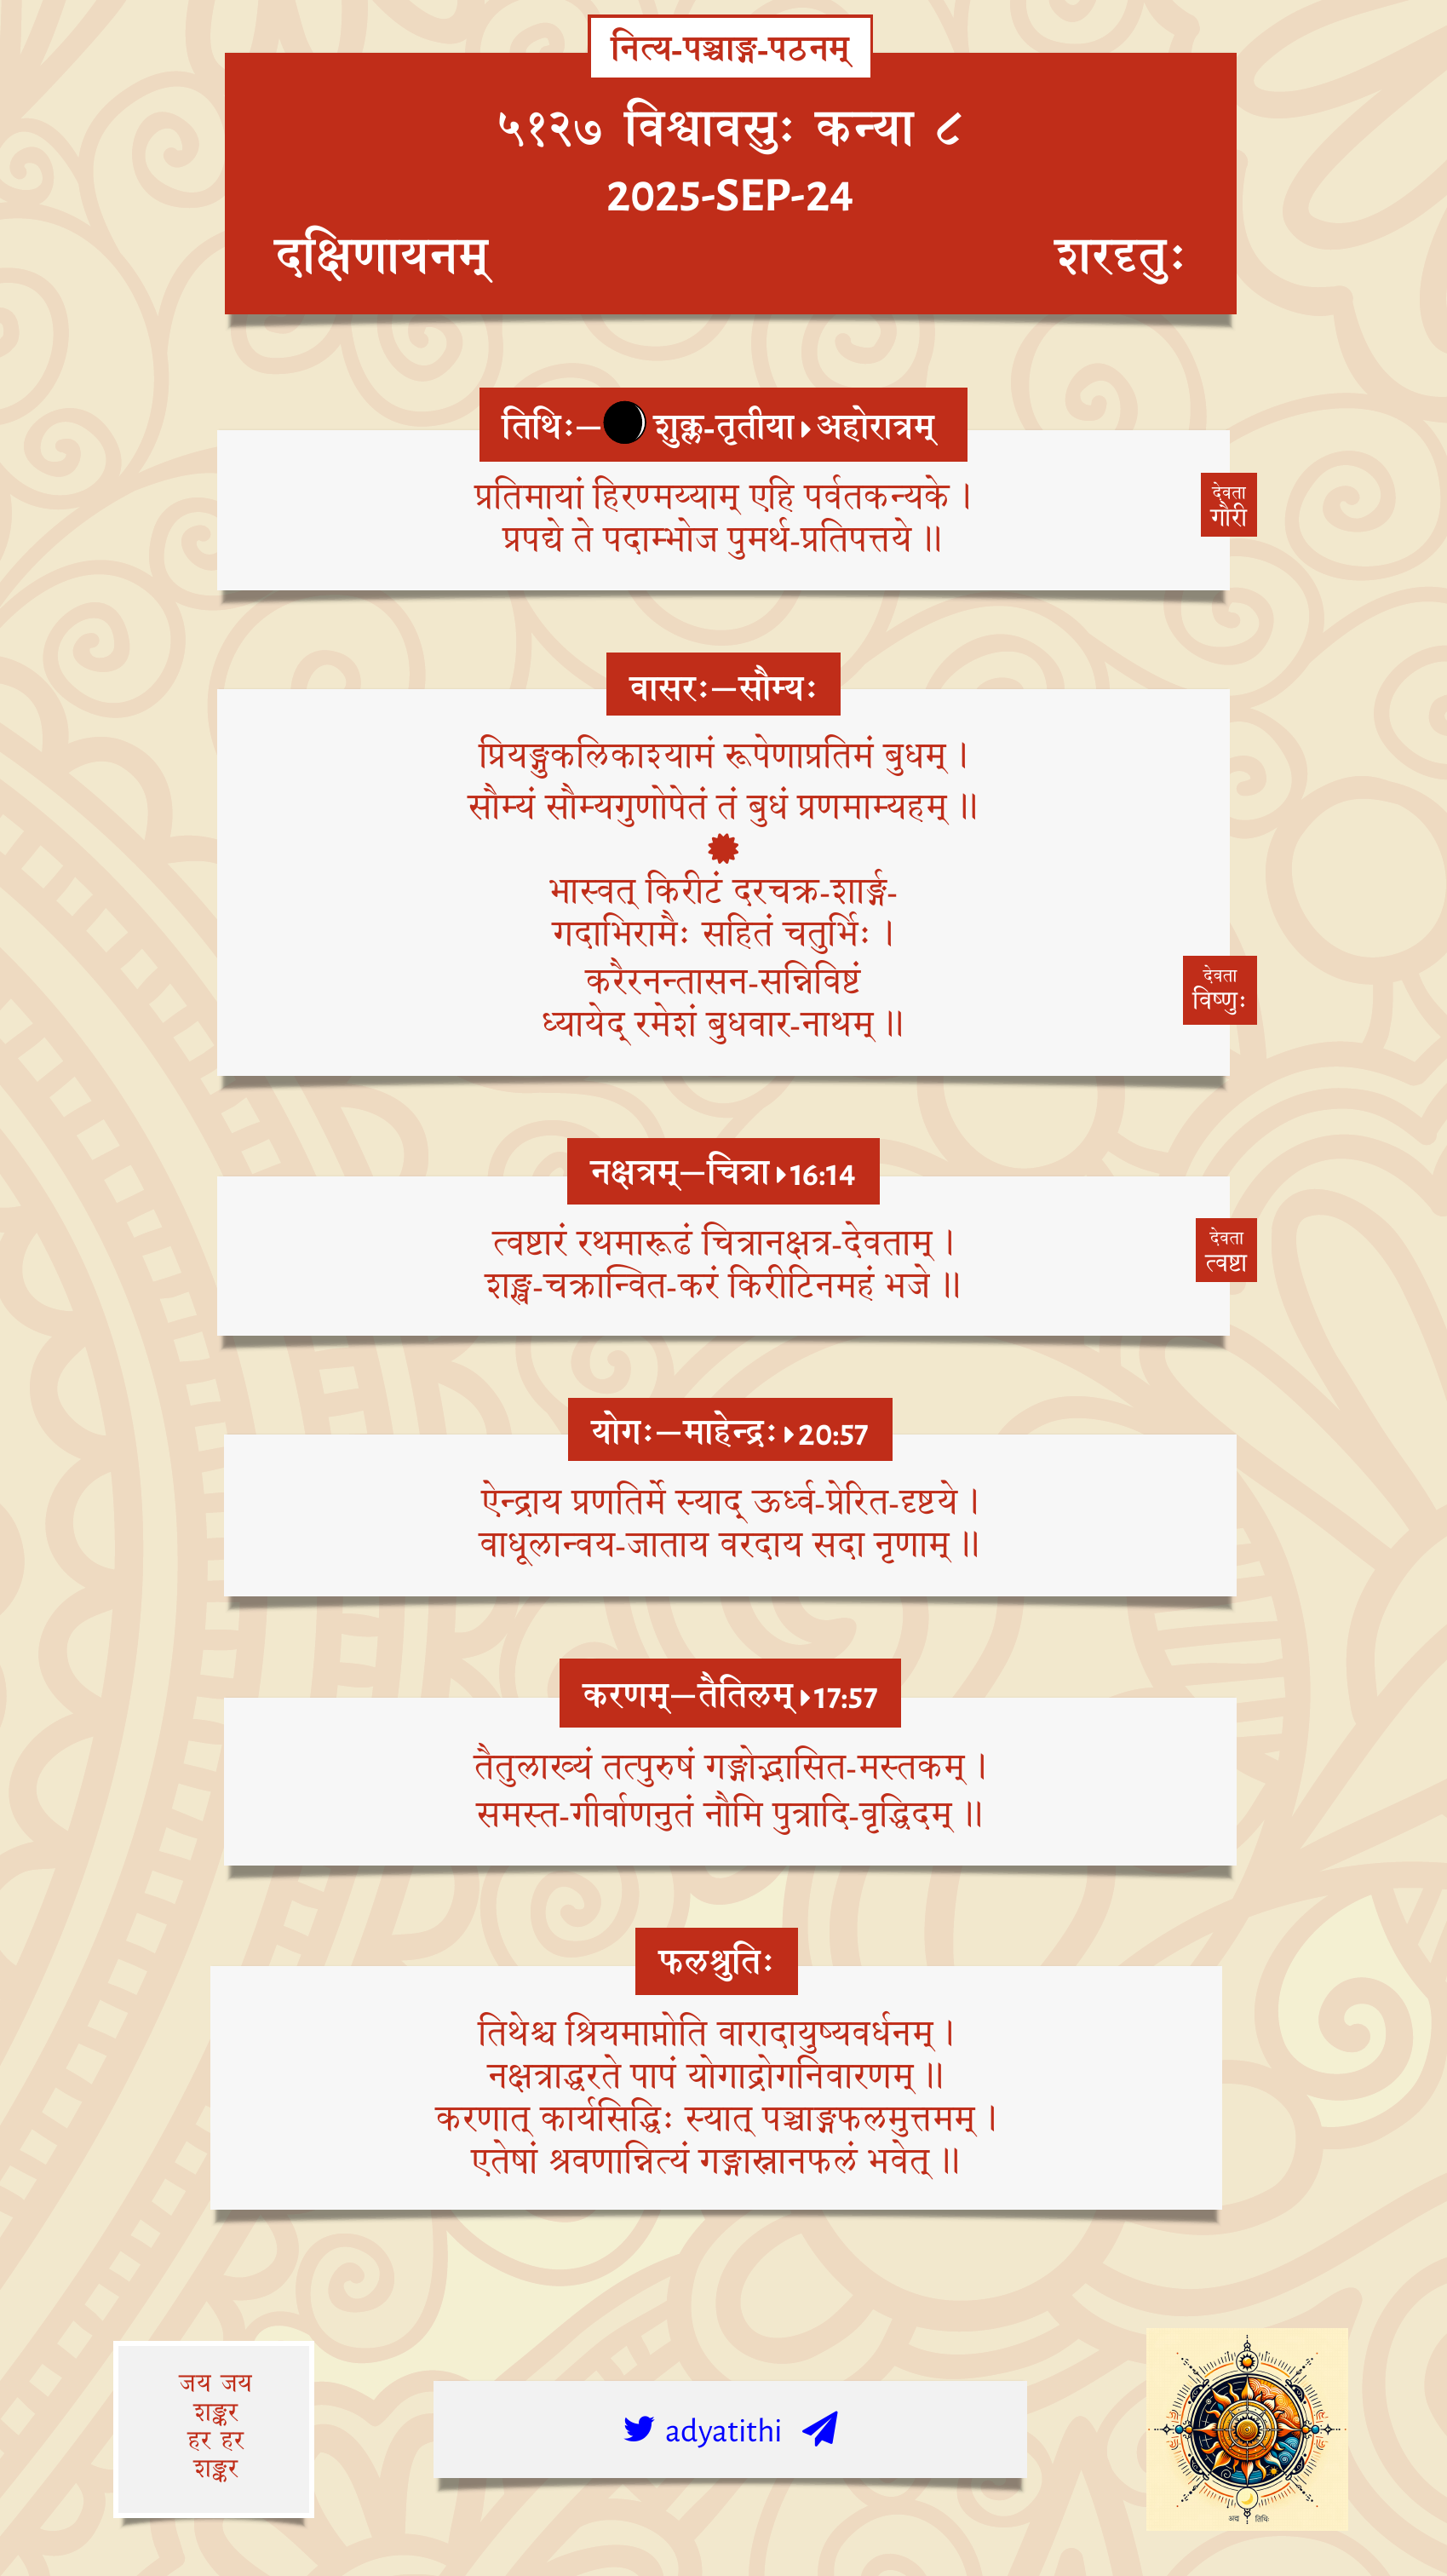 नित्य-पञ्चाङ्ग-पठनम्
५१२७ विश्वावसुः कन्या ८
2025-SEP-24
दक्षिणायनम् शरदृतुः
तिथिः— शुक्ल-तृतीया ▸ अहोरात्रम्
प्रतिमायां हिरण्मय्याम् एहि पर्वतकन्यके ।
प्रपद्ये ते पदाम्भोज पुमर्थ-प्रतिपत्तये ॥
देवता
गौरी
वासरः—सौम्यः
प्रियङ्गुकलिकाश्यामं रूपेणाप्रतिमं बुधम् ।
सौम्यं सौम्यगुणोपेतं तं बुधं प्रणमाम्यहम् ॥
भास्वत् किरीटं दरचक्र-शार्ङ्ग-
गदाभिरामैः सहितं चतुर्भिः ।
करैरनन्तासन-सन्निविष्टं
ध्यायेद् रमेशं बुधवार-नाथम् ॥
देवता
विष्णुः
नक्षत्रम्—चित्रा ▸ 16:14
त्वष्टारं रथमारूढं चित्रानक्षत्र-देवताम् ।
शङ्ख-चक्रान्वित-करं किरीटिनमहं भजे ॥
देवता
त्वष्टा
योगः—माहेन्द्रः ▸ 20:57
ऐन्द्राय प्रणतिर्मे स्याद् ऊर्ध्व-प्रेरित-दृष्टये ।
वाधूलान्वय-जाताय वरदाय सदा नृणाम् ॥
करणम्—तैतिलम् ▸ 17:57
तैतुलाख्यं तत्पुरुषं गङ्गोद्भासित-मस्तकम् ।
समस्त-गीर्वाणनुतं नौमि पुत्रादि-वृद्धिदम् ॥
फलश्रुतिः
तिथेश्च श्रियमाप्नोति वारादायुष्यवर्धनम् ।
नक्षत्राद्धरते पापं योगाद्रोगनिवारणम् ॥
करणात् कार्यसिद्धिः स्यात् पञ्चाङ्गफलमुत्तमम् ।
एतेषां श्रवणान्नित्यं गङ्गास्नानफलं भवेत् ॥
जय जय
शङ्कर
हर हर
शङ्कर
adyatithi
अद्य तिथिः